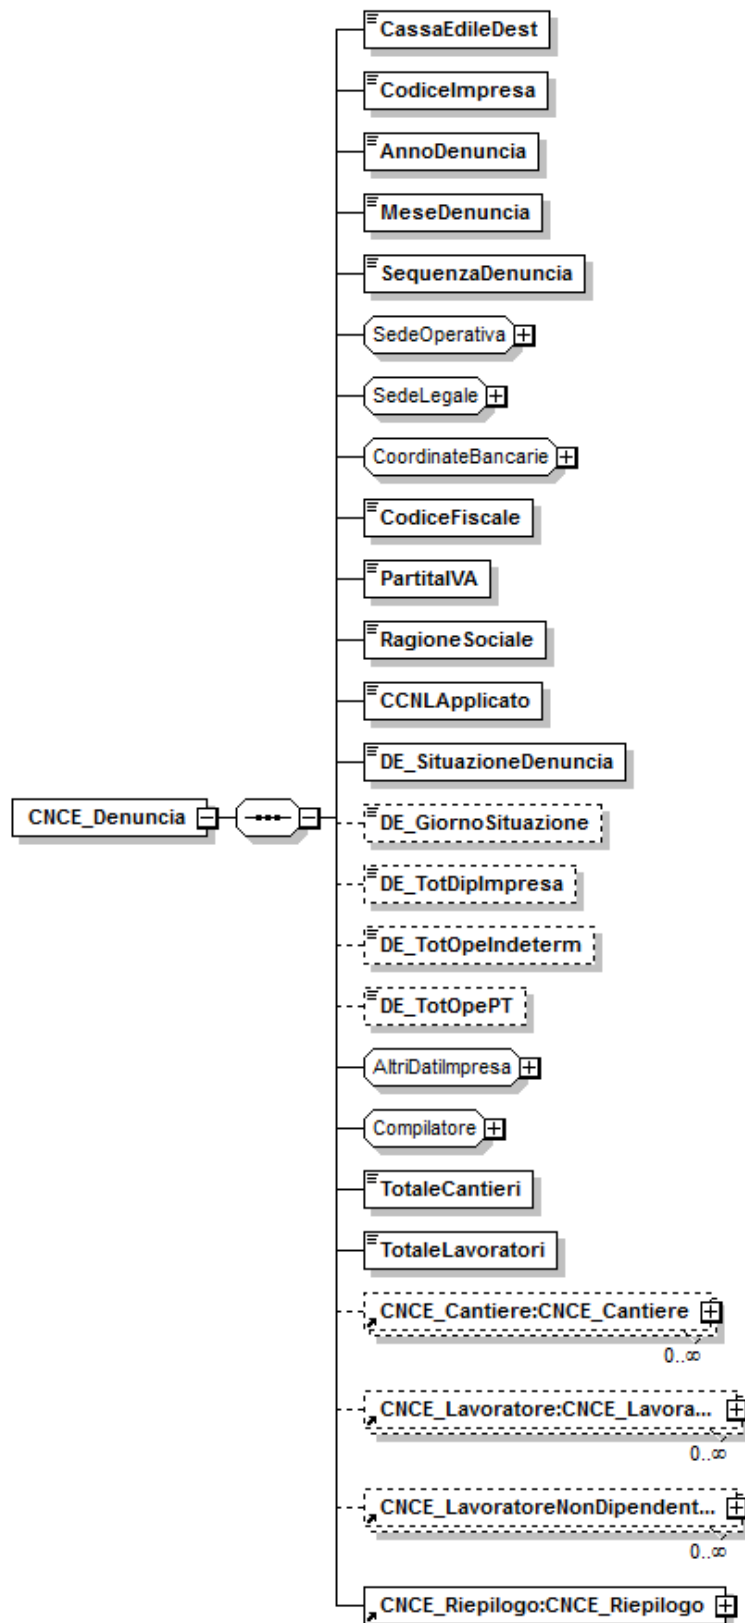 CassaEdileDest
CodiceImpresa
AnnoDenuncia
MeseDenuncia
SequenzaDenuncia
SedeOperativa
SedeLegale
CoordinateBancarie
CodiceFiscale
PartitaIVA
RagioneSociale
CCNLApplicato
DE_SituazioneDenuncia
CNCE_Denuncia
DE_GiornoSituazione
DE_TotDipImpresa
DE_TotOpeIndeterm
DE_TotOpePT
AltriDatiImpresa
Compilatore
TotaleCantieri
TotaleLavoratori
CNCE_Cantiere:CNCE_Cantiere
0..∞
CNCE_Lavoratore:CNCE_Lavora...
0..∞
CNCE_LavoratoreNonDipendent...
0..∞
CNCE_Riepilogo:CNCE_Riepilogo